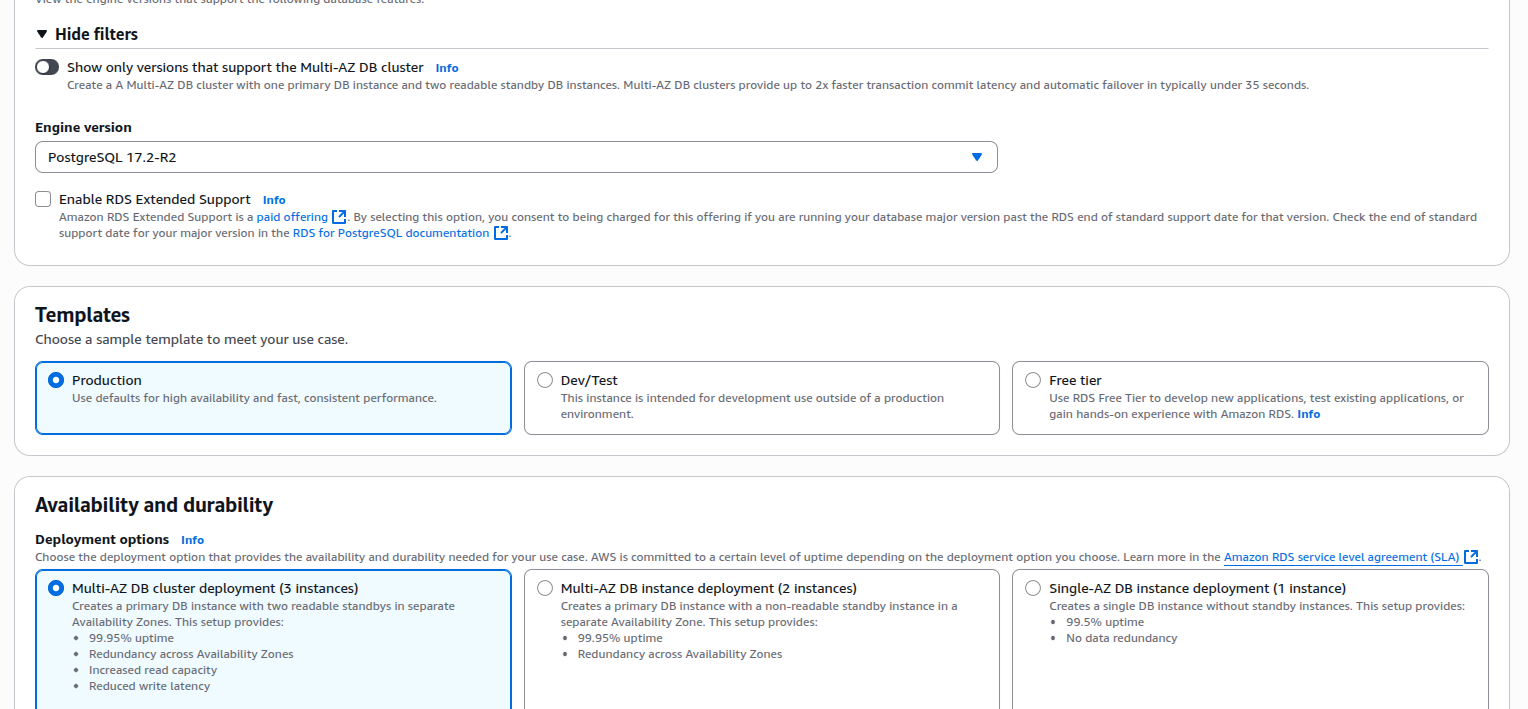 View the engine versions that support the following database features.
Hide filters
Show only versions that support the Multi-AZ DB cluster Info
Create a A Multi-AZ DB cluster with one primary DB instance and two readable standby DB instances. Multi-AZ DB clusters provide up to 2x faster transaction commit latency and automatic failover in typically under 35 seconds.
Engine version
PostgreSQL 17.2-R2
Enable RDS Extended Support Info
Amazon RDS Extended Support is a paid offering. By selecting this option, you consent to being charged for this offering if you are running your database major version past the RDS end of standard support date for that version. Check the end of standard
support date for your major version in the RDS for PostgreSQL documentation.
Templates
Choose a sample template to meet your use case.
Production
Use defaults for high availability and fast, consistent performance.
Dev/Test
This instance is intended for development use outside of a production
environment.
Free tier
Use RDS Free Tier to develop new applications, test existing applications, or
gain hands-on experience with Amazon RDS. Info
Availability and durability
Deployment options Info
Choose the deployment option that provides the availability and durability needed for your use case. AWS is committed to a certain level of uptime depending on the deployment option you choose. Learn more in the Amazon RDS service level agreement (SLA).
Multi-AZ DB cluster deployment (3 instances)
Creates a primary DB instance with two readable standbys in separate
Availability Zones. This setup provides:
• 99.95% uptime
• Redundancy across Availability Zones
• Increased read capacity
• Reduced write latency
Multi-AZ DB instance deployment (2 instances)
Creates a primary DB instance with a non-readable standby instance in a
separate Availability Zone. This setup provides:
• 99.95% uptime
• Redundancy across Availability Zones
Single-AZ DB instance deployment (1 instance)
Creates a single DB instance without standby instances. This setup provides:
• 99.5% uptime
• No data redundancy